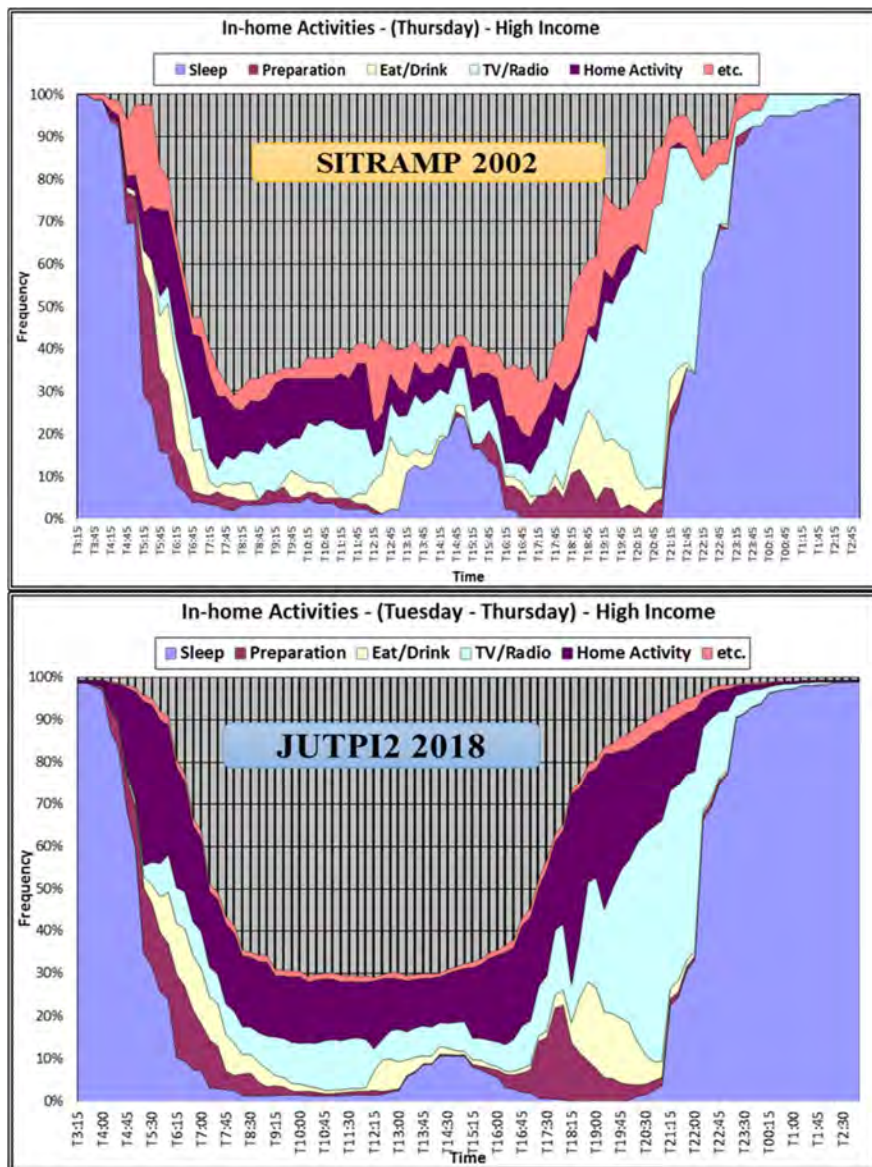 In-home Activities - (Thursday) - High Income
Sleep Preparation Eat/Drink TV/Radio Home Activity etc.
SITRAMP 2002
Frequency
100%
90%
80%
70%
60%
50%
40%
30%
20%
10%
0%
T3:15 T3:45 T4:15 T4:45 T5:15 T5:45 T6:15 T6:45 T7:15 T7:45 T8:15 T8:45 T9:15 T9:45 T10:15 T10:45 T11:15 T11:45 T12:15 T12:45 T13:15 T13:45 T14:15 T14:45 T15:15 T15:45 T16:15 T16:45 T17:15 T17:45 T18:15 T18:45 T19:15 T19:45 T20:15 T20:45 T21:15 T21:45 T22:15 T22:45 T23:15 T23:45 T00:15 T00:45 T1:15 T1:45 T2:15 T2:45
Time
In-home Activities - (Tuesday - Thursday) - High Income
Sleep Preparation Eat/Drink TV/Radio Home Activity etc.
JUTPI2 2018
Frequency
100%
90%
80%
70%
60%
50%
40%
30%
20%
10%
0%
T3:15 T4:00 T4:45 T5:30 T6:15 T7:00 T7:45 T8:30 T9:15 T10:00 T10:45 T11:30 T12:15 T13:00 T13:45 T14:30 T15:15 T16:00 T16:45 T17:30 T18:15 T19:00 T19:45 T20:30 T21:15 T22:00 T22:45 T23:30 T00:15 T1:00 T1:45 T2:30
Time